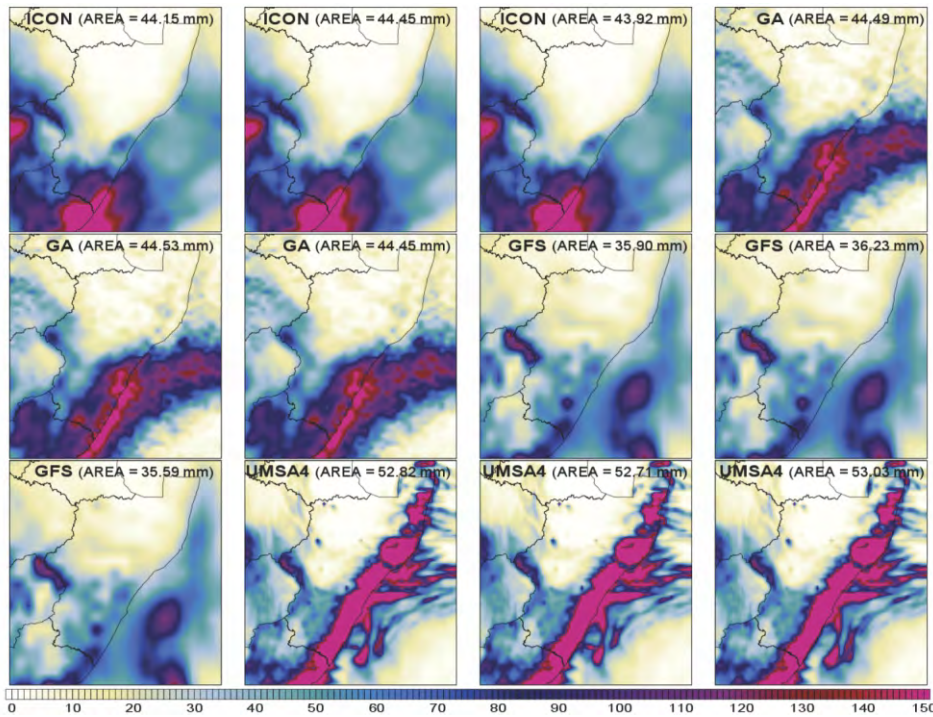 ICON (AREA = 44.15 mm)
ICON (AREA = 44.45 mm)
ICON (AREA = 43.92 mm)
GA (AREA = 44.49 mm)
GA (AREA = 44.53 mm)
GA (AREA = 44.45 mm)
GFS (AREA = 35.90 mm)
GFS (AREA = 36.23 mm)
GFS (AREA = 35.59 mm)
UMSA4 (AREA = 52.82 mm)
UMSA4 (AREA = 52.71 mm)
UMSA4 (AREA = 53.03 mm)
0 10 20 30 40 50 60 70 80 90 100 110 120 130 140 150